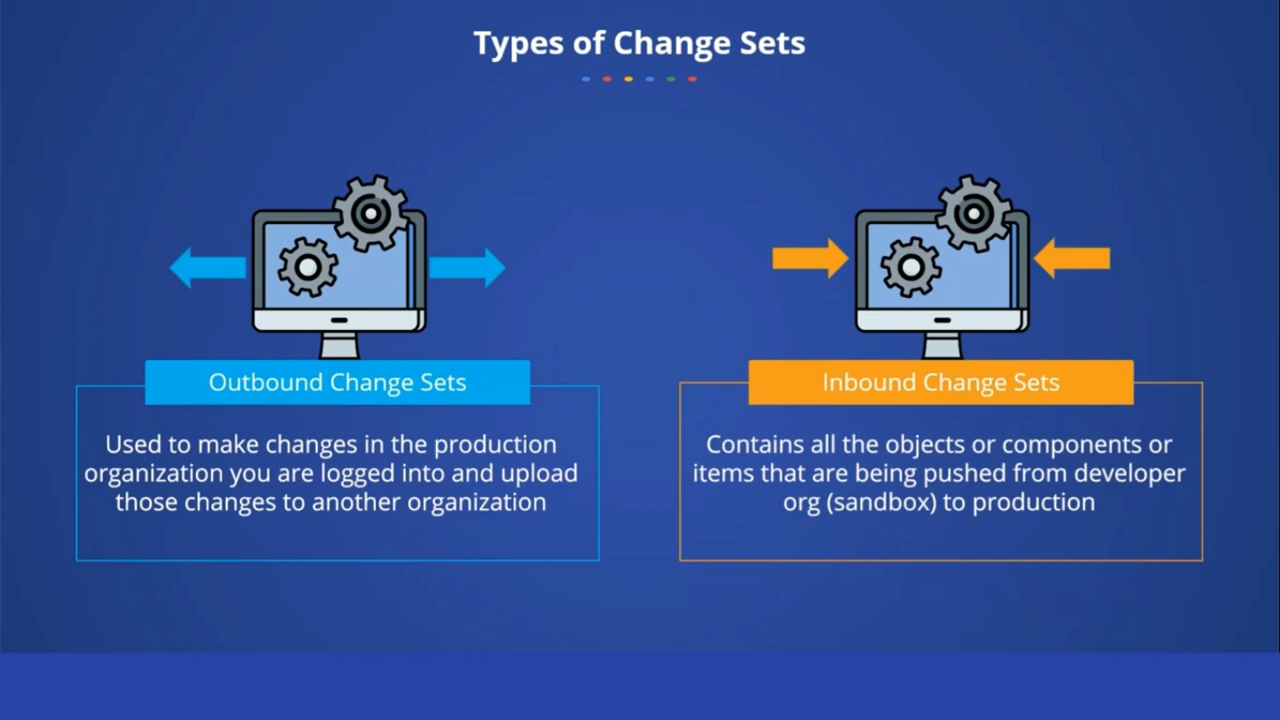 Types of Change Sets
Outbound Change Sets
Used to make changes in the production
organization you are logged into and upload
those changes to another organization
Inbound Change Sets
Contains all the objects or components or
items that are being pushed from developer
org (sandbox) to production